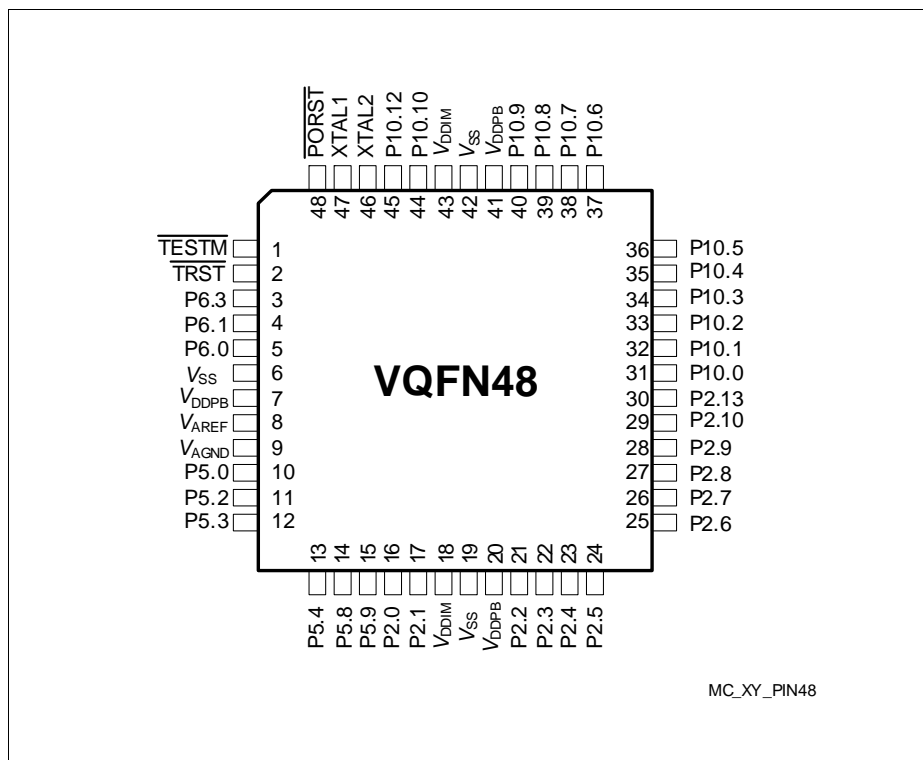 PORST
XTAL1
XTAL2
P10.12
P10.10
VDDIM
VSS
VDDPB
P10.9
P10.8
P10.7
P10.6
48
47
46
45
44
43
42
41
40
39
38
37
TESTM 1
TRST 2
P6.3 3
P6.1 4
P6.0 5
VSS 6
VDDPB 7
VAREF 8
VAGND 9
P5.0 10
P5.2 11
P5.3 12
VQFN48
36 P10.5
35 P10.4
34 P10.3
33 P10.2
32 P10.1
31 P10.0
30 P2.13
29 P2.10
28 P2.9
27 P2.8
26 P2.7
25 P2.6
13
14
15
16
17
18
19
20
21
22
23
24
P5.4
P5.8
P5.9
P2.0
P2.1
VDDIM
VSS
VDDPB
P2.2
P2.3
P2.4
P2.5
MC_XY_PIN48